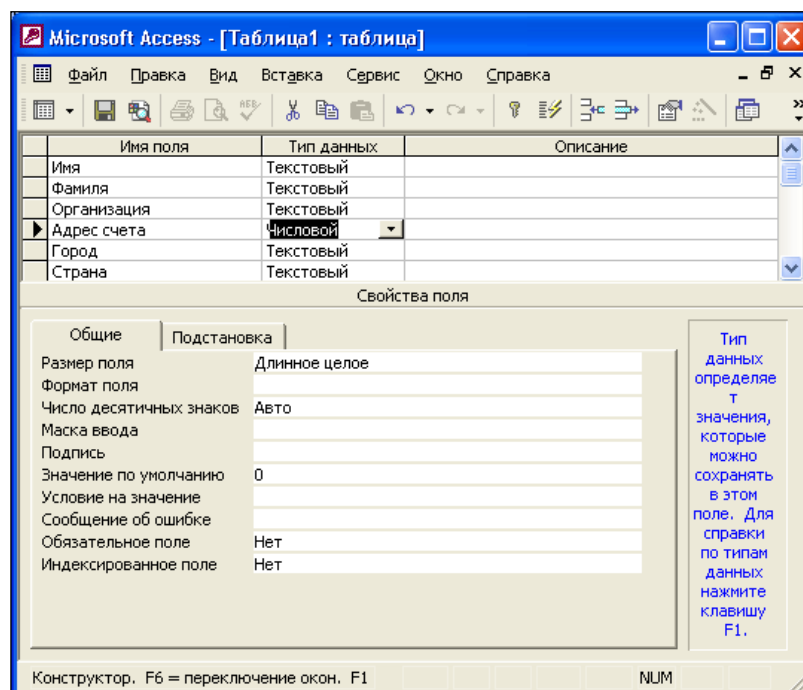 Microsoft Access - [Таблица1 : таблица]
Файл Правка Вид Вставка Сервис Окно Справка
Имя поля Тип данных Описание
Имя Текстовый
Фамиля Текстовый
Организация Текстовый
Адрес счета Числовой
Город Текстовый
Страна Текстовый
Свойства поля
Общие Подстановка
Размер поля Длинное целое
Формат поля
Число десятичных знаков Авто
Маска ввода
Подпись
Значение по умолчанию 0
Условие на значение
Сообщение об ошибке
Обязательное поле Нет
Индексированное поле Нет
Тип
данных
определяе
т
значения,
которые
можно
сохранять
в этом
поле. Для
справки
по типам
данных
нажмите
клавишу
F1.
Конструктор. F6 = переключение окон. F1 NUM